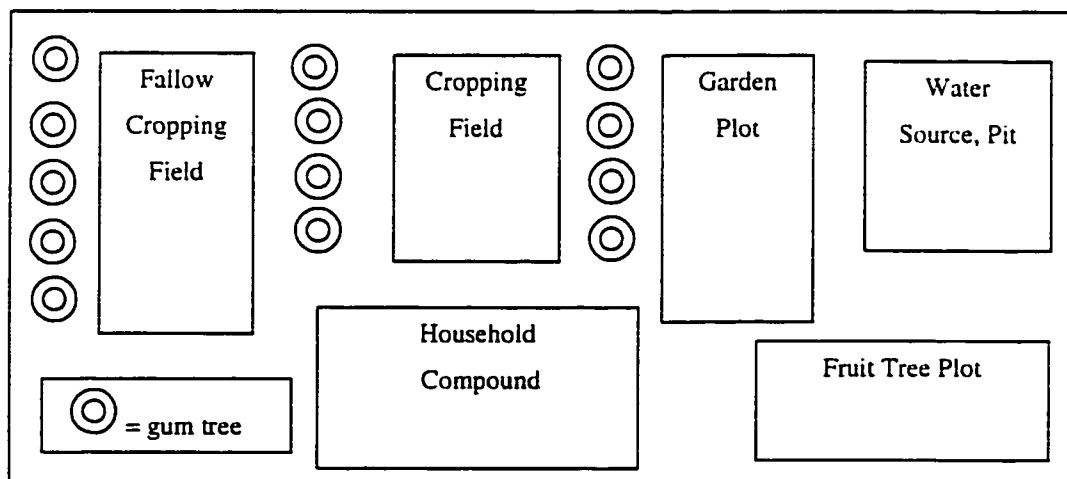 Fallow
Cropping
Field
Cropping
Field
Garden
Plot
Water
Source, Pit
Household
Compound
Fruit Tree Plot
= gum tree